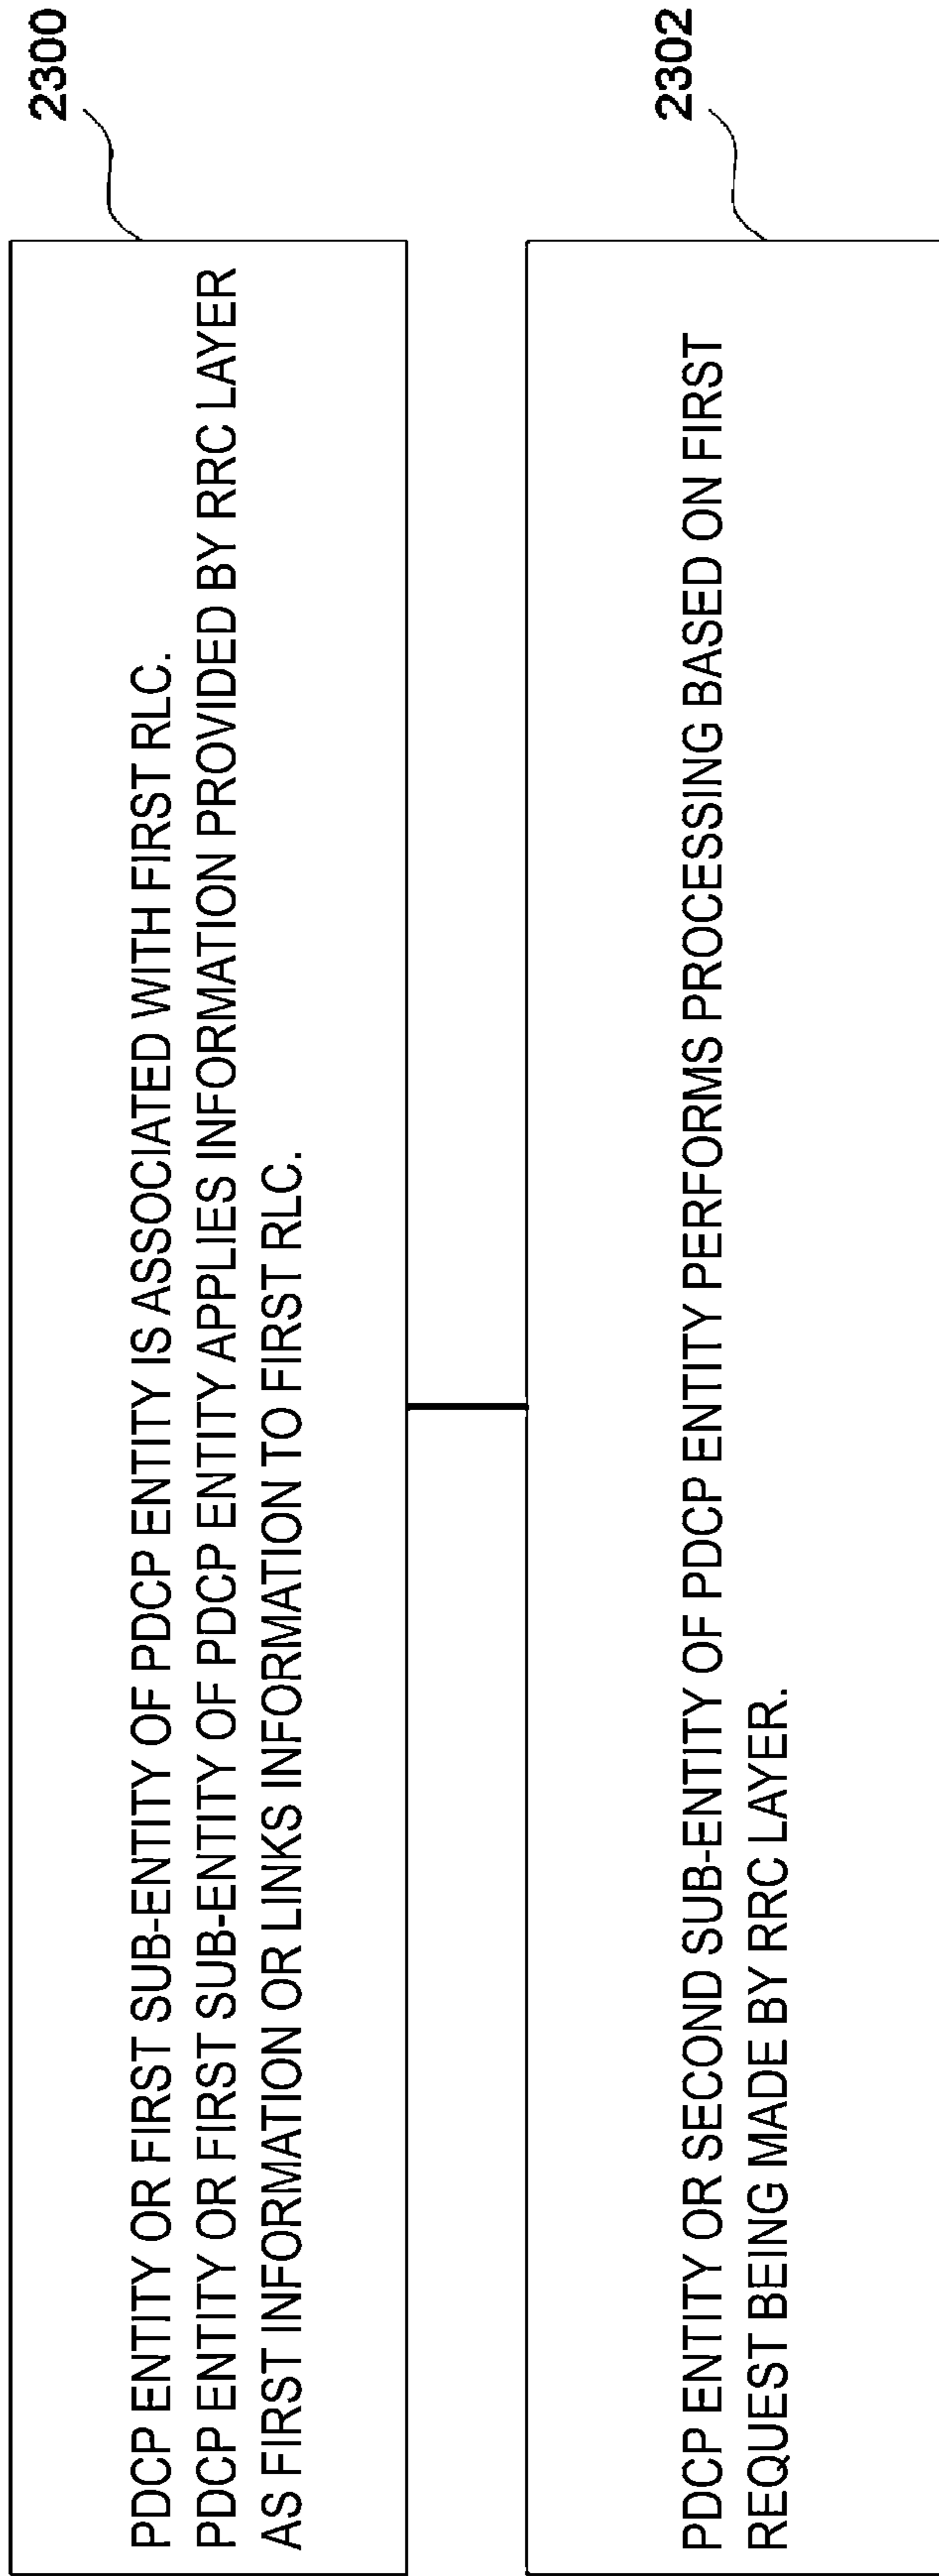 2300
PDCP ENTITY OR FIRST SUB-ENTITY OF PDCP ENTITY IS ASSOCIATED WITH FIRST RLC.
PDCP ENTITY OR FIRST SUB-ENTITY OF PDCP ENTITY APPLIES INFORMATION PROVIDED BY RRC LAYER
AS FIRST INFORMATION OR LINKS INFORMATION TO FIRST RLC.
2302
PDCP ENTITY OR SECOND SUB-ENTITY OF PDCP ENTITY PERFORMS PROCESSING BASED ON FIRST
REQUEST BEING MADE BY RRC LAYER.